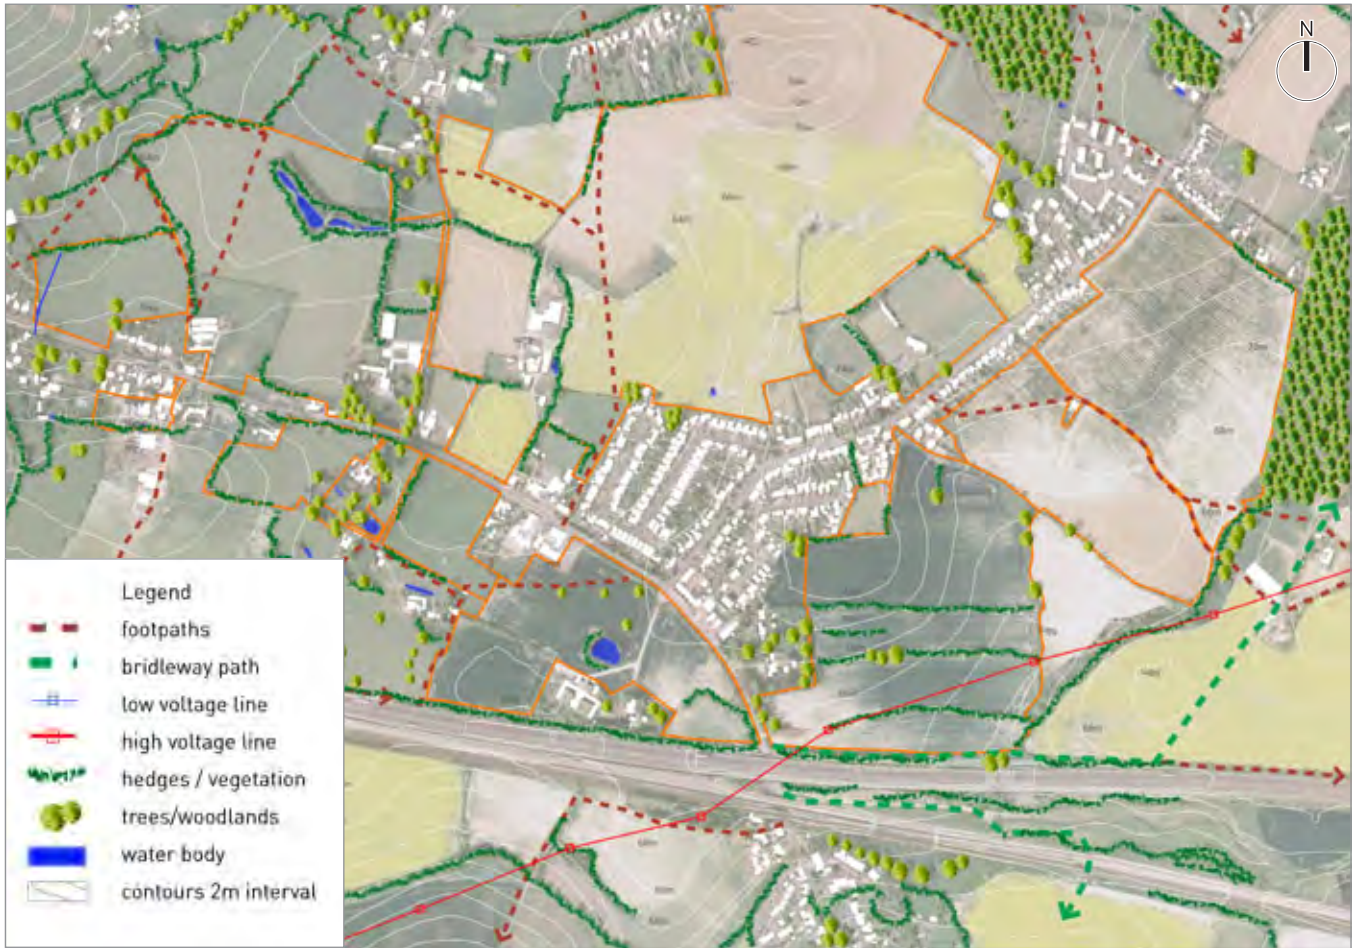 N
Legend
footpaths
bridleway path
low voltage line
high voltage line
hedges / vegetation
trees/woodlands
water body
contours 2m interval